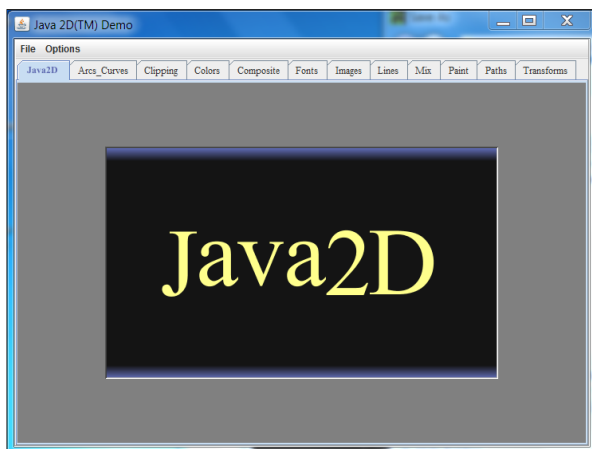 Java 2D(TM) Demo
File Options
Java2D Arcs_Curves Clipping Colors Composite Fonts Images Lines Mix Paint Paths Transforms
Java2D